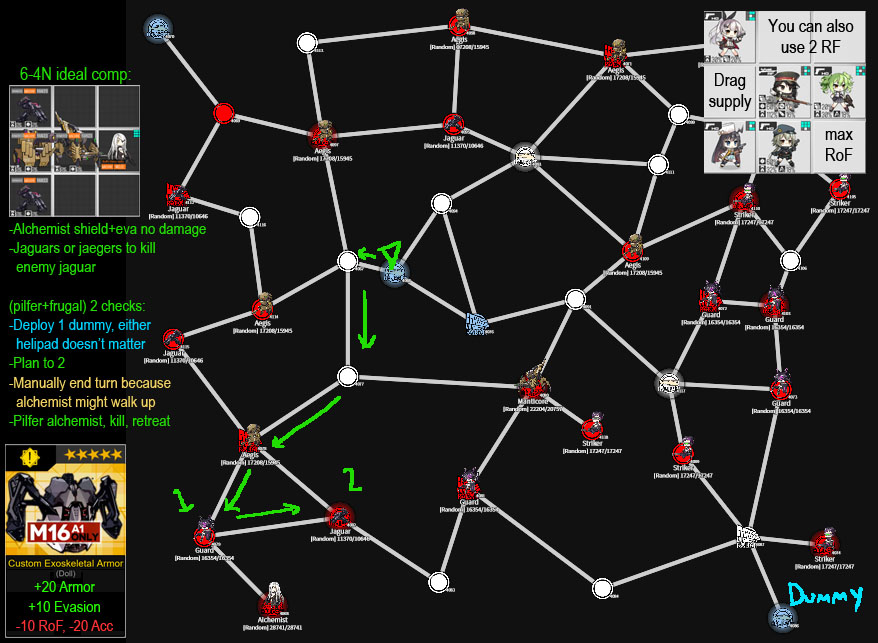 6-4N ideal comp:
-Alchemist shield+eva no damage
-Jaguars or jaegers to kill
enemy jaguar
(pilfer+frugal) 2 checks:
-Deploy 1 dummy, either
helipad doesn't matter
-Plan to 2
-Manually end turn because
alchemist might walk up
-Pilfer alchemist, kill, retreat
M16A1
ONLY
Custom Exoskeletal Armor
(Doll)
+20 Armor
+10 Evasion
-10 RoF, -20 Acc
You can also
use 2 RF
Drag
supply
max
RoF
Aegis
[Random] 17208/15945
Aegis
[Random] 17208/15945
Aegis
[Random] 17208/15945
Jaguar
[Random] 11370/10646
Jaguar
[Random] 11370/10646
Striker
[Random] 17247/17247
Striker
[Random] 17247/17247
Aegis
[Random] 17208/15945
Aegis
[Random] 17208/15945
Guard
[Random] 16354/16354
Guard
[Random] 16354/16354
Jaguar
[Random] 11370/10646
Manticore
Guard
[Random] 16354/16354
Striker
[Random] 17247/17247
Aegis
[Random] 17208/15945
Striker
[Random] 17247/17247
Guard
[Random] 16354/16354
2
1
Jaguar
[Random] 11370/10646
Guard
[Random] 16354/16354
Striker
[Random] 17247/17247
Alchemist
[Random] 28741/28741
DUMMY